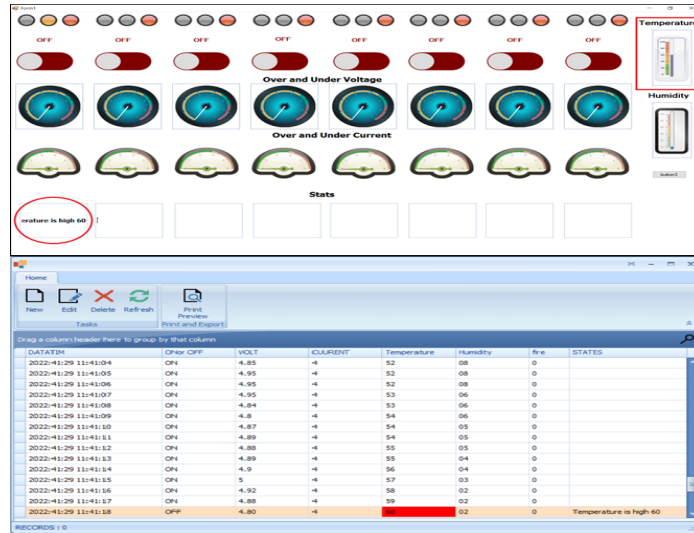 Form1
OFF OFF OFF OFF OFF OFF OFF OFF
Temperature
Over and Under Voltage
Humidity
Over and Under Current
button3
Stats
erature is high 60
Home
New Edit Delete Refresh Print Preview
Tasks Print and Export
Drag a column header here to group by that column
DATATIM ONor OFF VOLT CUURENT Temperature Humidity fire STATES
2022:41:29 11:41:04 ON 4.85 -4 52 08 0
2022:41:29 11:41:05 ON 4.95 -4 52 08 0
2022:41:29 11:41:06 ON 4.95 -4 52 08 0
2022:41:29 11:41:07 ON 4.95 -4 53 06 0
2022:41:29 11:41:08 ON 4.84 -4 53 06 0
2022:41:29 11:41:09 ON 4.8 -4 54 06 0
2022:41:29 11:41:10 ON 4.87 -4 54 05 0
2022:41:29 11:41:11 ON 4.89 -4 54 05 0
2022:41:29 11:41:12 ON 4.88 -4 55 05 0
2022:41:29 11:41:13 ON 4.89 -4 55 04 0
2022:41:29 11:41:14 ON 4.9 -4 56 04 0
2022:41:29 11:41:15 ON 5 -4 57 03 0
2022:41:29 11:41:16 ON 4.92 -4 58 02 0
2022:41:29 11:41:17 ON 4.88 -4 59 02 0
2022:41:29 11:41:18 OFF 4.80 -4 60 02 0 Temperature is higlh 60
RECORDS : 0